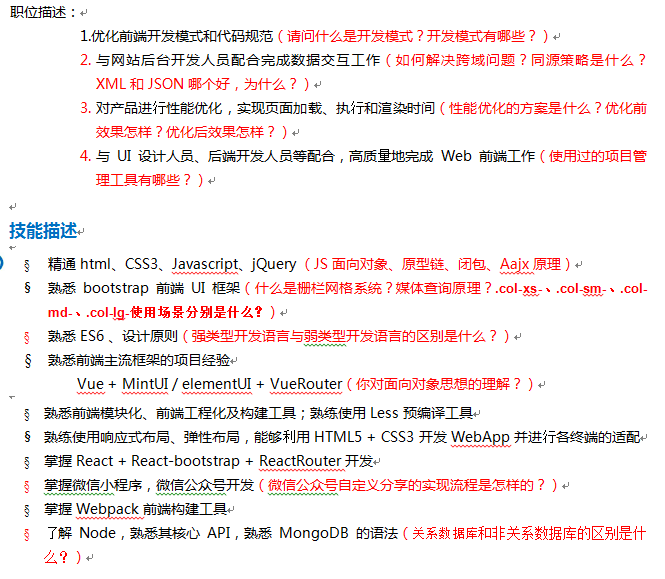 职位描述：
1.优化前端开发模式和代码规范（请问什么是开发模式？开发模式有哪些？）
2. 与网站后台开发人员配合完成数据交互工作（如何解决跨域问题？同源策略是什么？
XML 和 JSON 哪个好，为什么？）
3. 对产品进行性能优化，实现页面加载、执行和渲染时间（性能优化的方案是什么？优化前
效果怎样？优化后效果怎样？）
4. 与 UI 设计人员、后端开发人员等配合，高质量地完成 Web 前端工作（使用过的项目管
理工具有哪些？）
技能描述
§ 精通 html、CSS3、Javascript、jQuery （JS 面向对象、原型链、闭包、Aajx 原理）
§ 熟悉 bootstrap 前端 UI 框架（什么是栅栏网格系统？媒体查询原理？.col-xs-、.col-sm-、.col-
md-、.col-lg-使用场景分别是什么？）
§ 熟悉 ES6 、设计原则（强类型开发语言与弱类型开发语言的区别是什么？）
§ 熟悉前端主流框架的项目经验
Vue + MintUI / elementUI + VueRouter（你对面向对象思想的理解？）
§ 熟悉前端模块化、前端工程化及构建工具；熟练使用 Less 预编译工具
§ 熟练使用响应式布局、弹性布局，能够利用 HTML5 + CSS3 开发 WebApp 并进行各终端的适配
§ 掌握 React + React-bootstrap + ReactRouter 开发
§ 掌握微信小程序，微信公众号开发（微信公众号自定义分享的实现流程是怎样的？）
§ 掌握 Webpack 前端构建工具
§ 了解 Node，熟悉其核心 API，熟悉 MongoDB 的语法（关系数据库和非关系数据库的区别是什
么？）